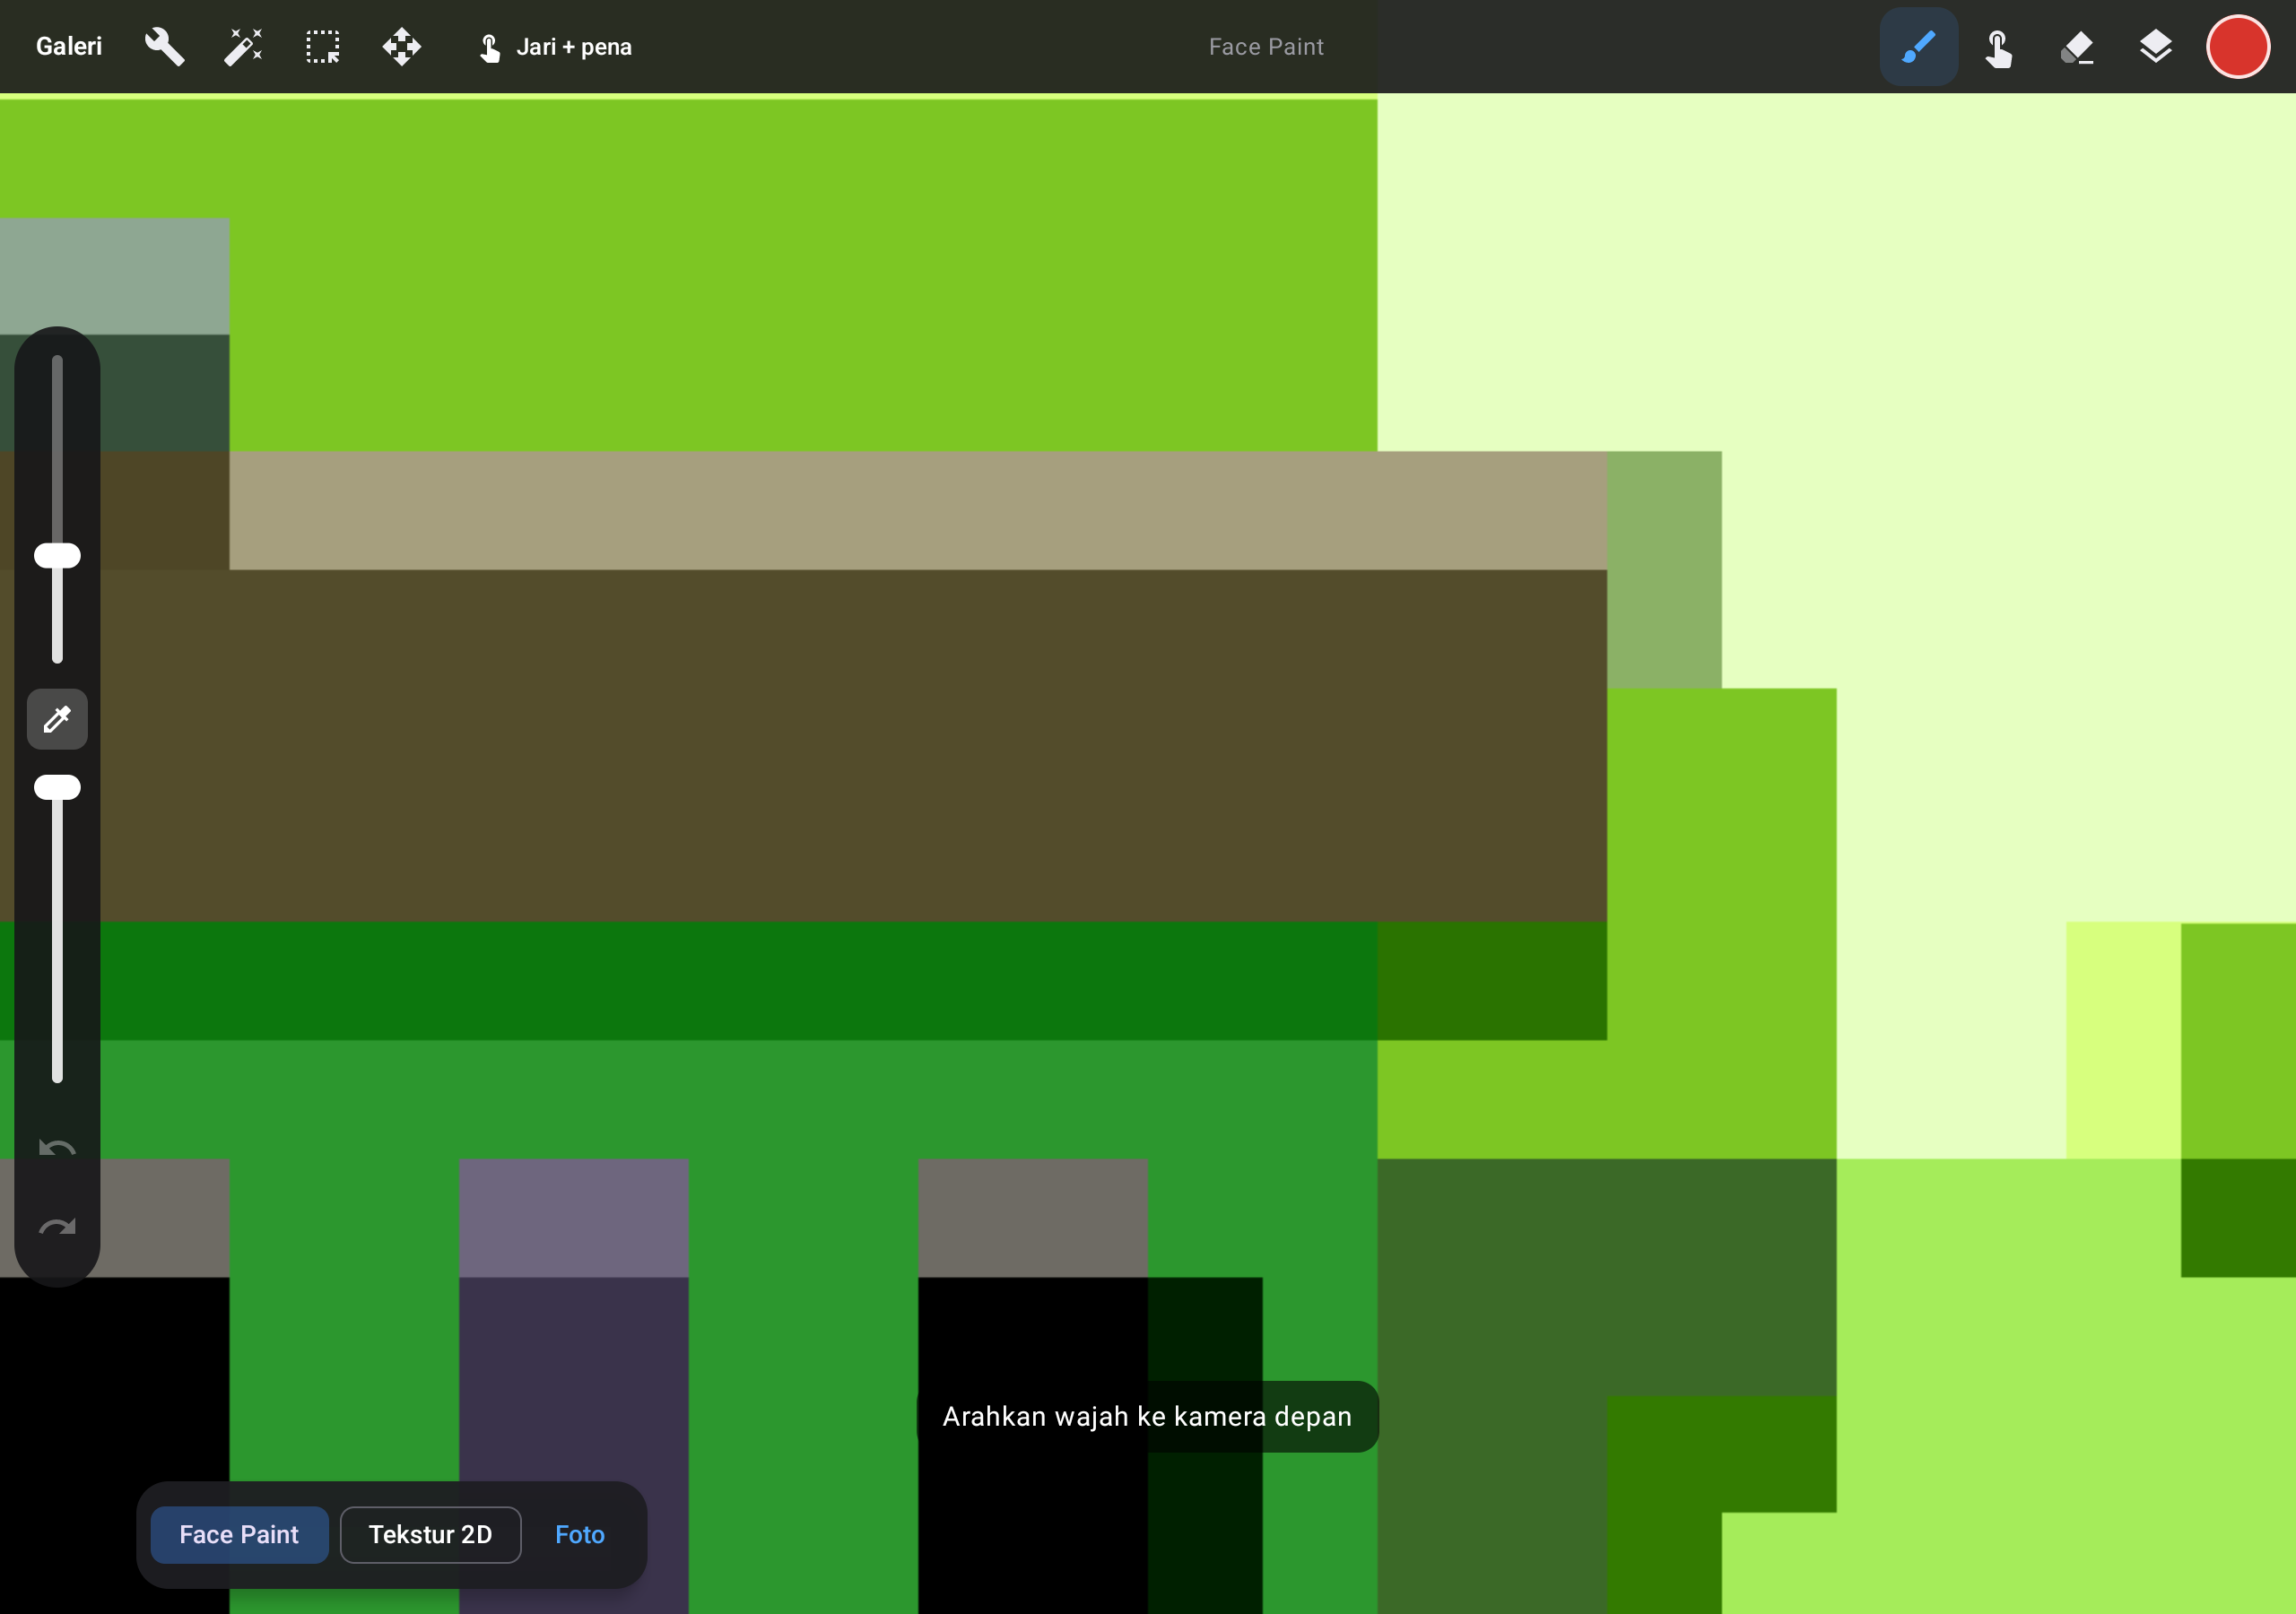 Galeri
Jari + pena
Face Paint
Arahkan wajah ke kamera depan
Face Paint
Tekstur 2D
Foto